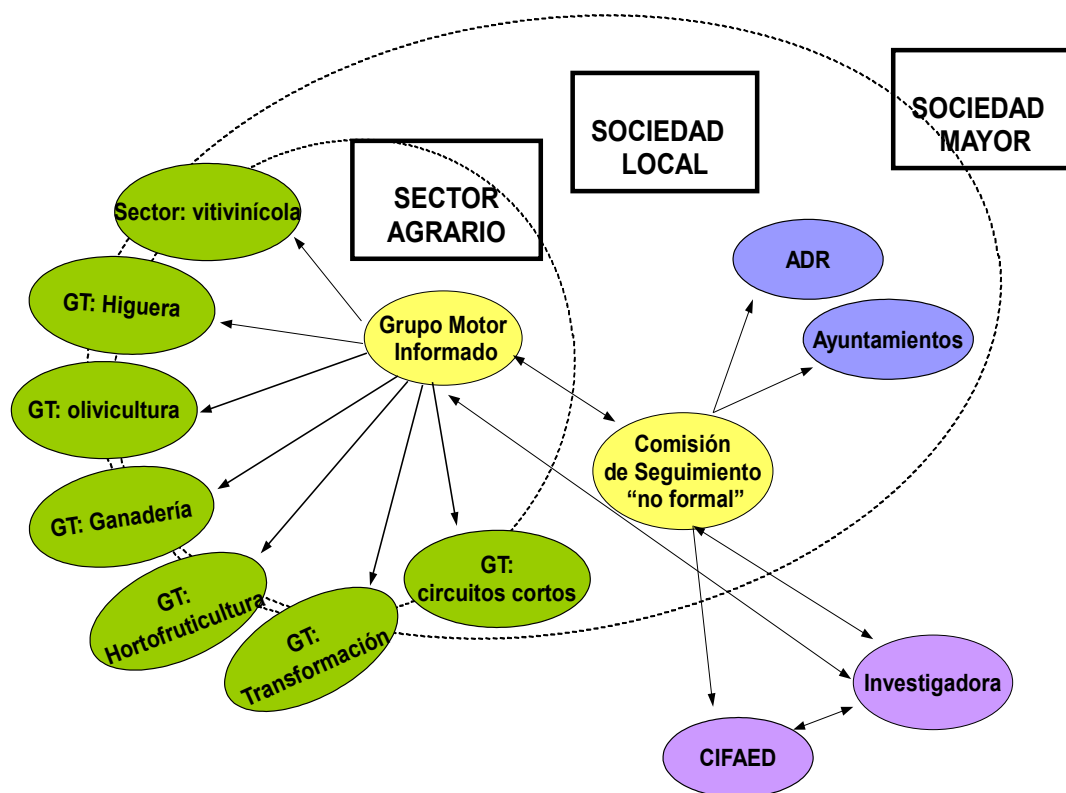 SOCIEDAD
MAYOR
SOCIEDAD
LOCAL
SECTOR
AGRARIO
Sector: vitivinícola
ADR
GT: Higuera
Grupo Motor
Informado
Ayuntamientos
GT: olivicultura
Comisión
de Seguimiento
“no formal”
GT: Ganadería
GT:
circuitos cortos
GT:
Hortofruticultura
GT:
Transformación
Investigadora
CIFAED